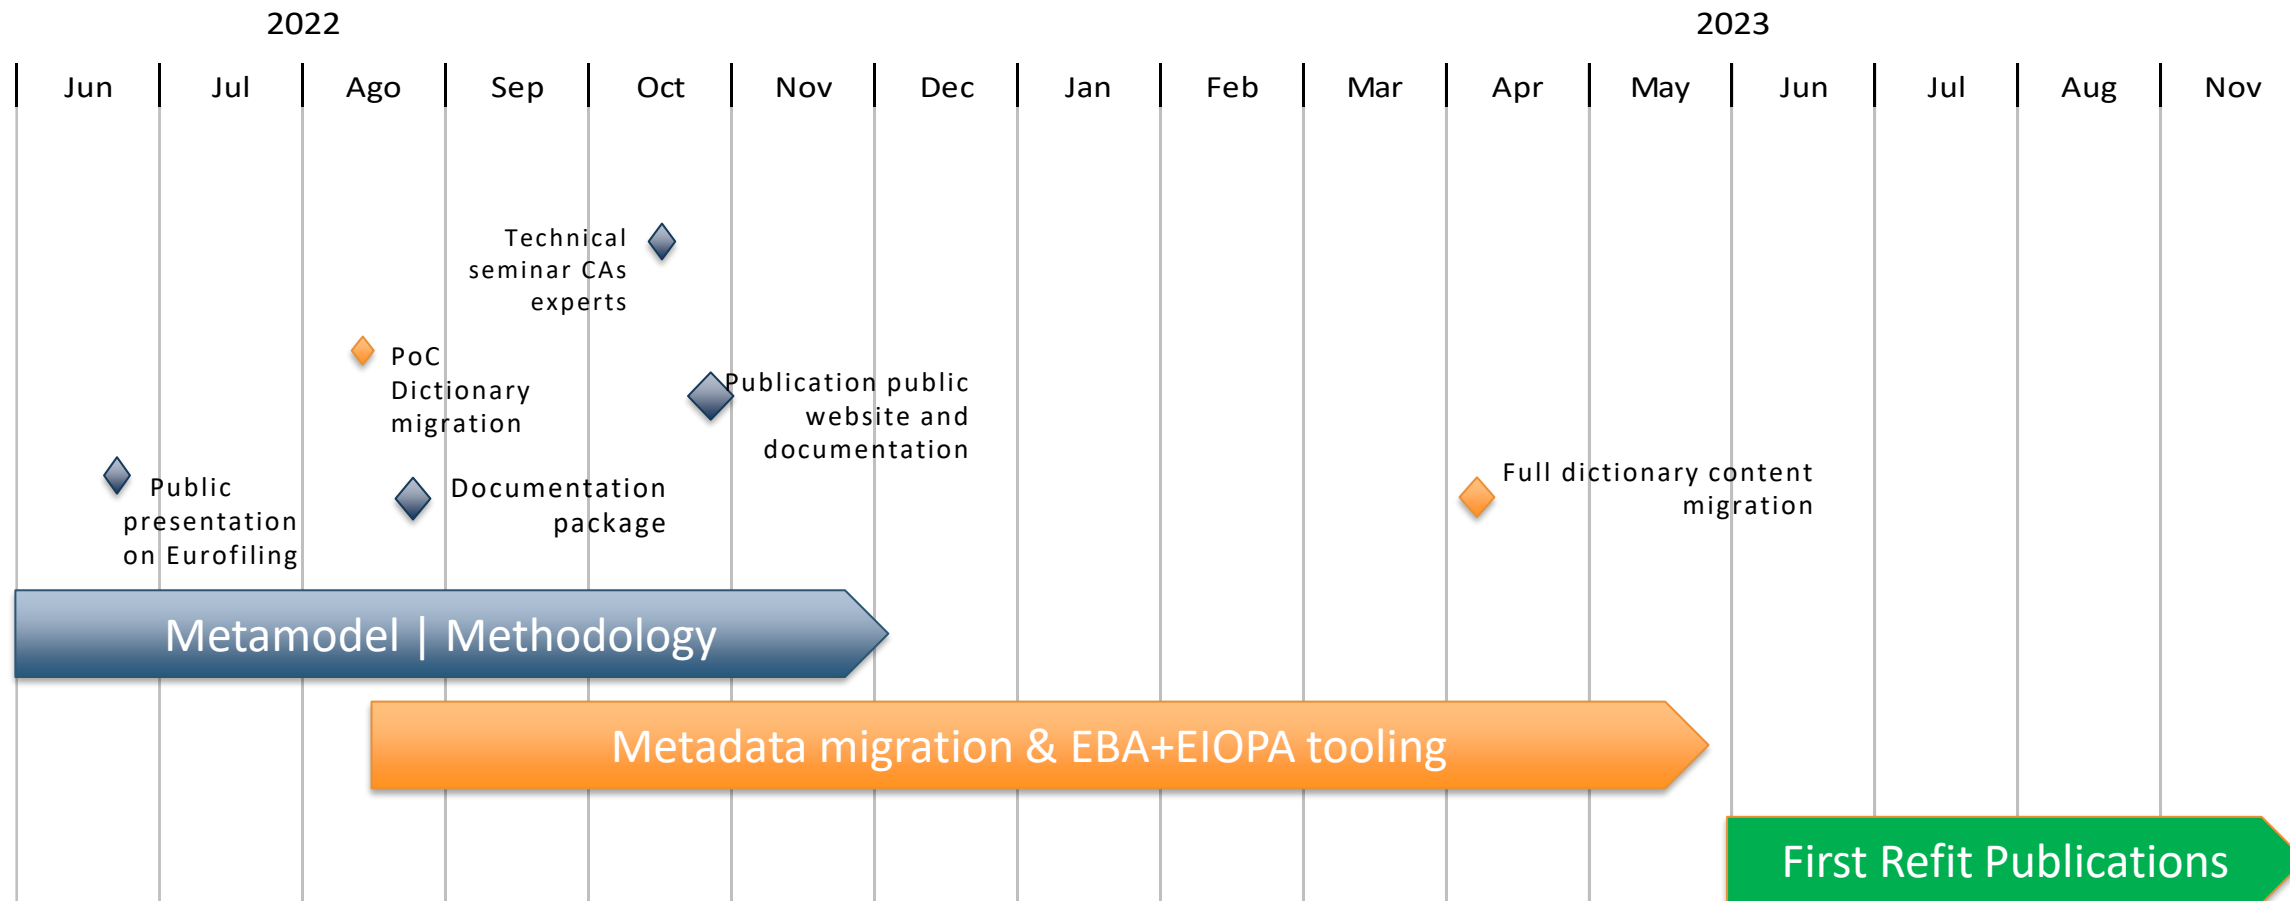 2022
2023
Jun
Jul
Ago
Sep
Oct
Nov
Dec
Jan
Feb
Mar
Apr
May
Jun
Jul
Aug
Nov
Technical
seminar CAs
experts
PoC
Dictionary
migration
Publication public
website and
documentation
Public
presentation
on Eurofiling
Documentation
package
Full dictionary content
migration
Metamodel | Methodology
Metadata migration & EBA+EIOPA tooling
First Refit Publications